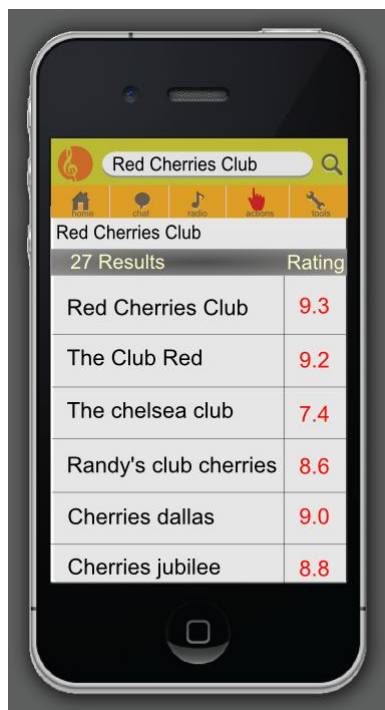 Red Cherries Club
home chat radio actions tools
Red Cherries Club
27 Results Rating
Red Cherries Club 9.3
The Club Red 9.2
The chelsea club 7.4
Randy's club cherries 8.6
Cherries dallas 9.0
Cherries jubilee 8.8